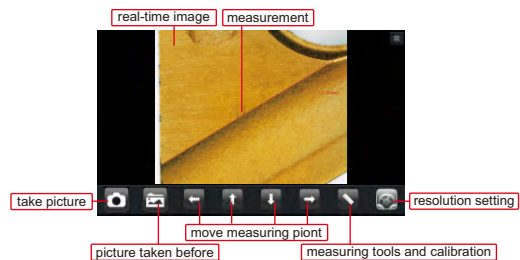 real-time image
measurement
take picture
resolution setting
move measuring piont
picture taken before
measuring tools and calibration